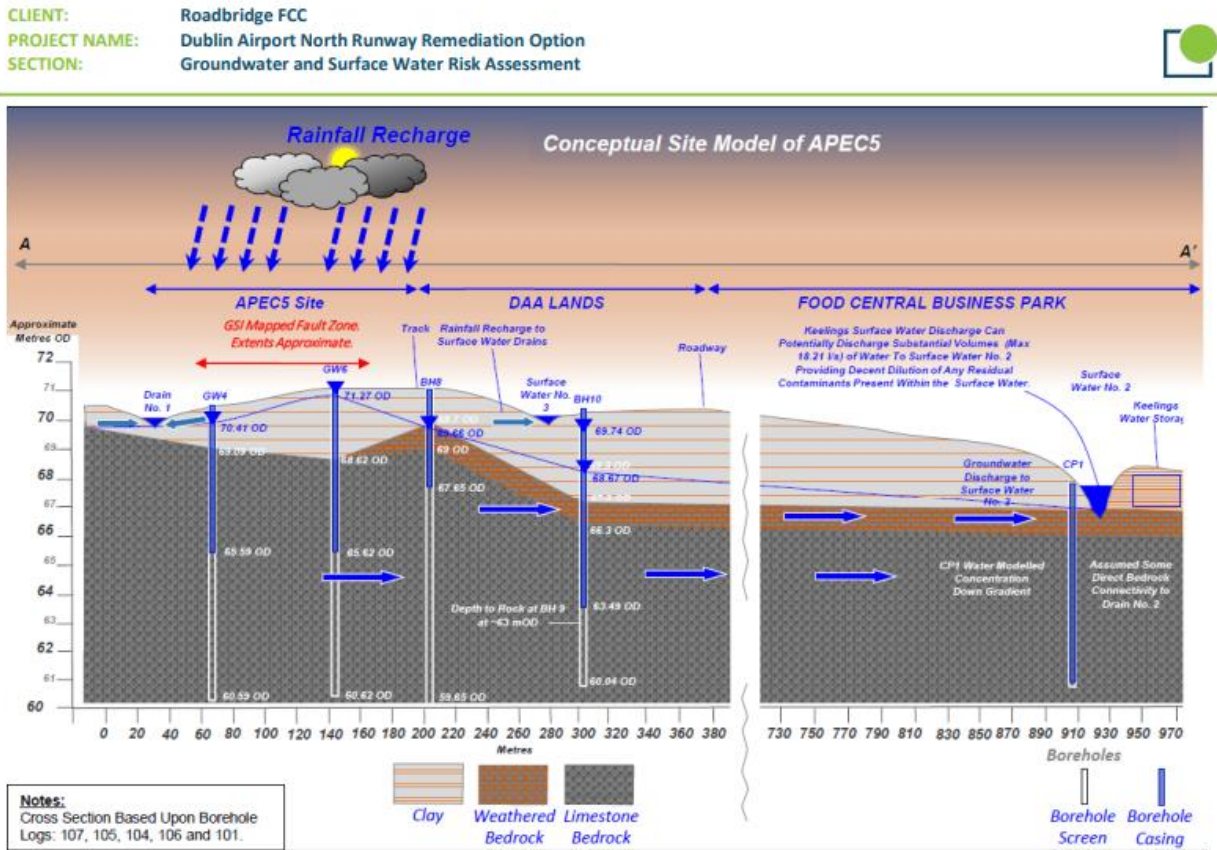 CLIENT: Roadbridge FCC
PROJECT NAME: Dublin Airport North Runway Remediation Option
SECTION: Groundwater and Surface Water Risk Assessment
Rainfall Recharge
Conceptual Site Model of APEC5
A
A'
APEC5 Site
DAA LANDS
FOOD CENTRAL BUSINESS PARK
Approximate
Metres OD
GSI Mapped Fault Zone.
Extents Approximate.
Track
Rainfall Recharge to
Surface Water Drains
Roadway
Keelings Surface Water Discharge Can
Potentially Discharge Substantial Volumes (Max
18.21 l/s) of Water To Surface Water No. 2
Providing Decent Dilution of Any Residual
Contaminants Present Within the Surface Water.
Surface
Water No. 2
Keelings
Water Storag
Drain
No. 1
GW4
GW6
BH8
Surface
Water No.
3
BH10
CP1
72
71
70
69
68
67
66
65
64
63
62
61
60
70.41 OD
69.09 OD
71.27 OD
68.62 OD
69.66 OD
69 OD
67.65 OD
69.74 OD
68.67 OD
66.3 OD
65.59 OD
65.62 OD
63.49 OD
60.59 OD
60.62 OD
59.65 OD
60.04 OD
Depth to Rock at BH 9
at ~63 mOD
Groundwater
Discharge to
Surface Water
No. 2
CP1 Water Modelled
Concentration
Down Gradient
Assumed Some
Direct Bedrock
Connectivity to
Drain No. 2
0 20 40 60 80 100 120 140 160 180 200 220 240 260 280 300 320 340 360 380 730 750 770 790 810 830 850 870 890 910 930 950 970
Metres
Boreholes
Clay
Weathered
Bedrock
Limestone
Bedrock
Borehole
Screen
Borehole
Casing
Notes:
Cross Section Based Upon Borehole
Logs: 107, 105, 104, 106 and 101.